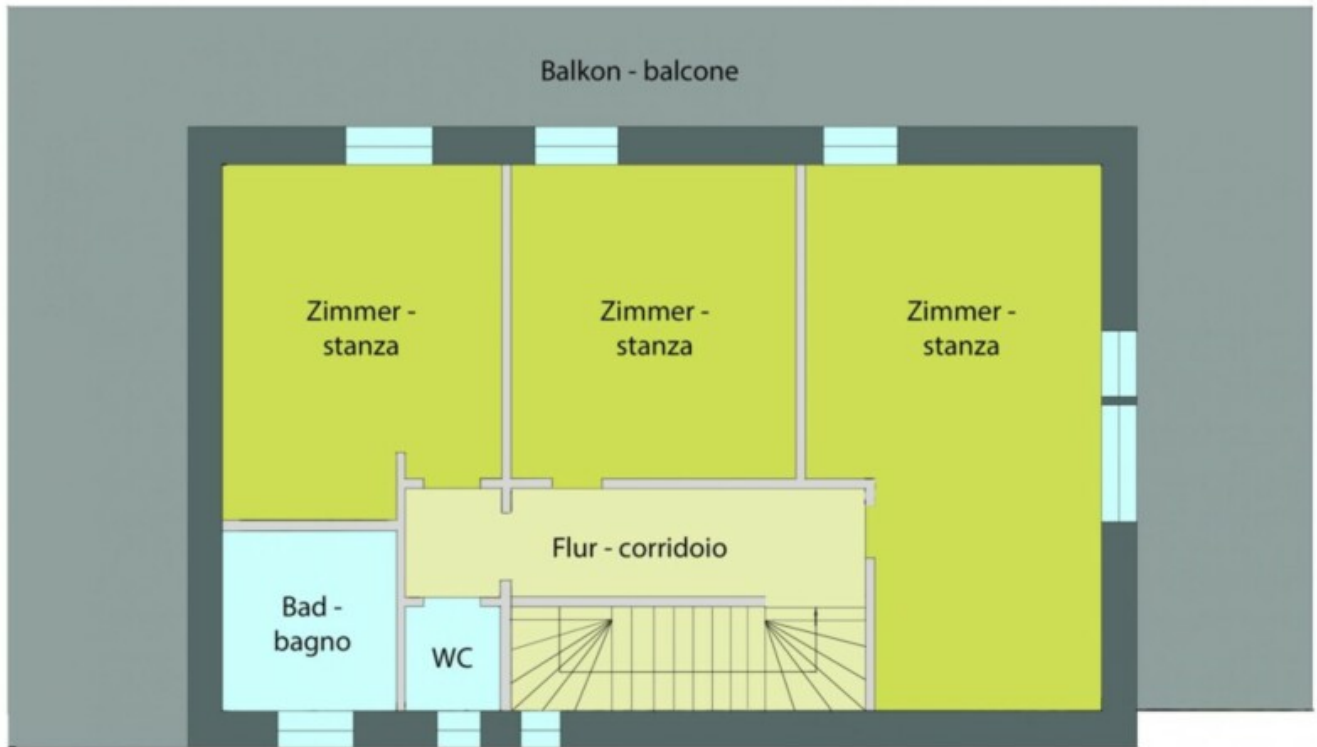 Balkon - balcone
Zimmer -
stanza
Zimmer -
stanza
Zimmer -
stanza
Flur - corridoio
Bad -
bagno
WC